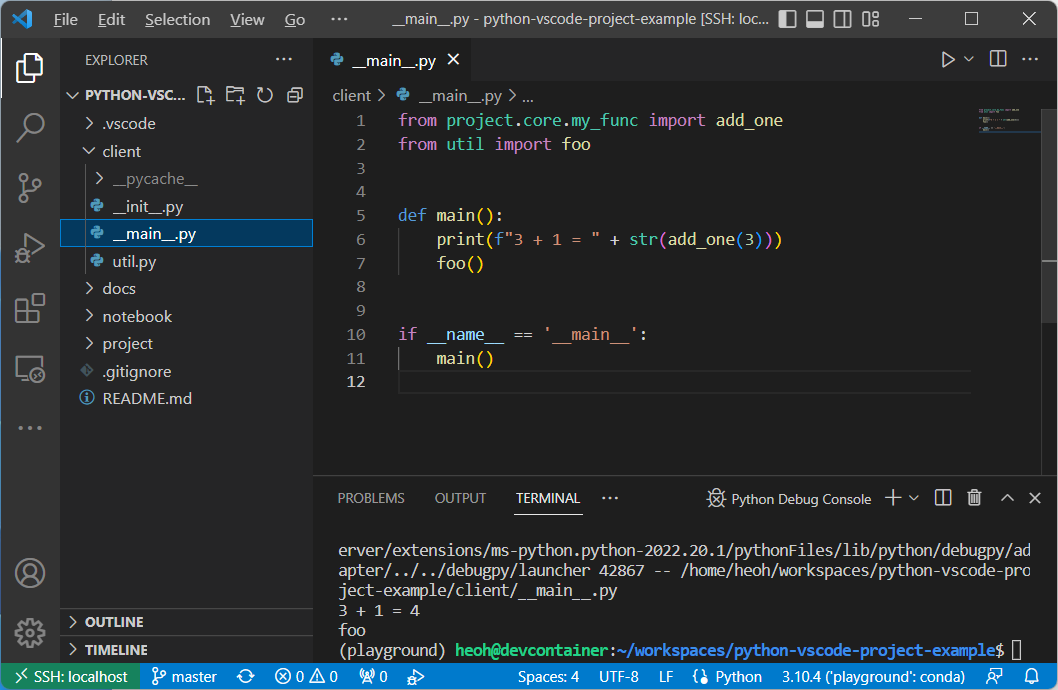 File Edit Selection View Go ··· __main__.py - python-vscode-project-example [SSH: loc...
EXPLORER ···
PYTHON-VSC...
.vscode
client
__pycache__
__init__.py
__main__.py
util.py
docs
notebook
project
.gitignore
README.md
OUTLINE
TIMELINE
__main__.py
client > __main__.py > ...
1 from project.core.my_func import add_one
2 from util import foo
3
4
5 def main():
6 print(f"3 + 1 = " + str(add_one(3)))
7 foo()
8
9
10 if __name__ == '__main__':
11 main()
12
PROBLEMS OUTPUT TERMINAL ··· Python Debug Console
erver/extensions/ms-python.python-2022.20.1/pythonFiles/lib/python/debugpy/ad
apter/../../debugpy/launcher 42867 -- /home/heoh/workspaces/python-vscode-pro
ject-example/client/__main__.py
3 + 1 = 4
foo
(playground) heoh@devcontainer:~/workspaces/python-vscode-project-example$
SSH: localhost master 0 0 0 Spaces: 4 UTF-8 LF Python 3.10.4 ('playground': conda)